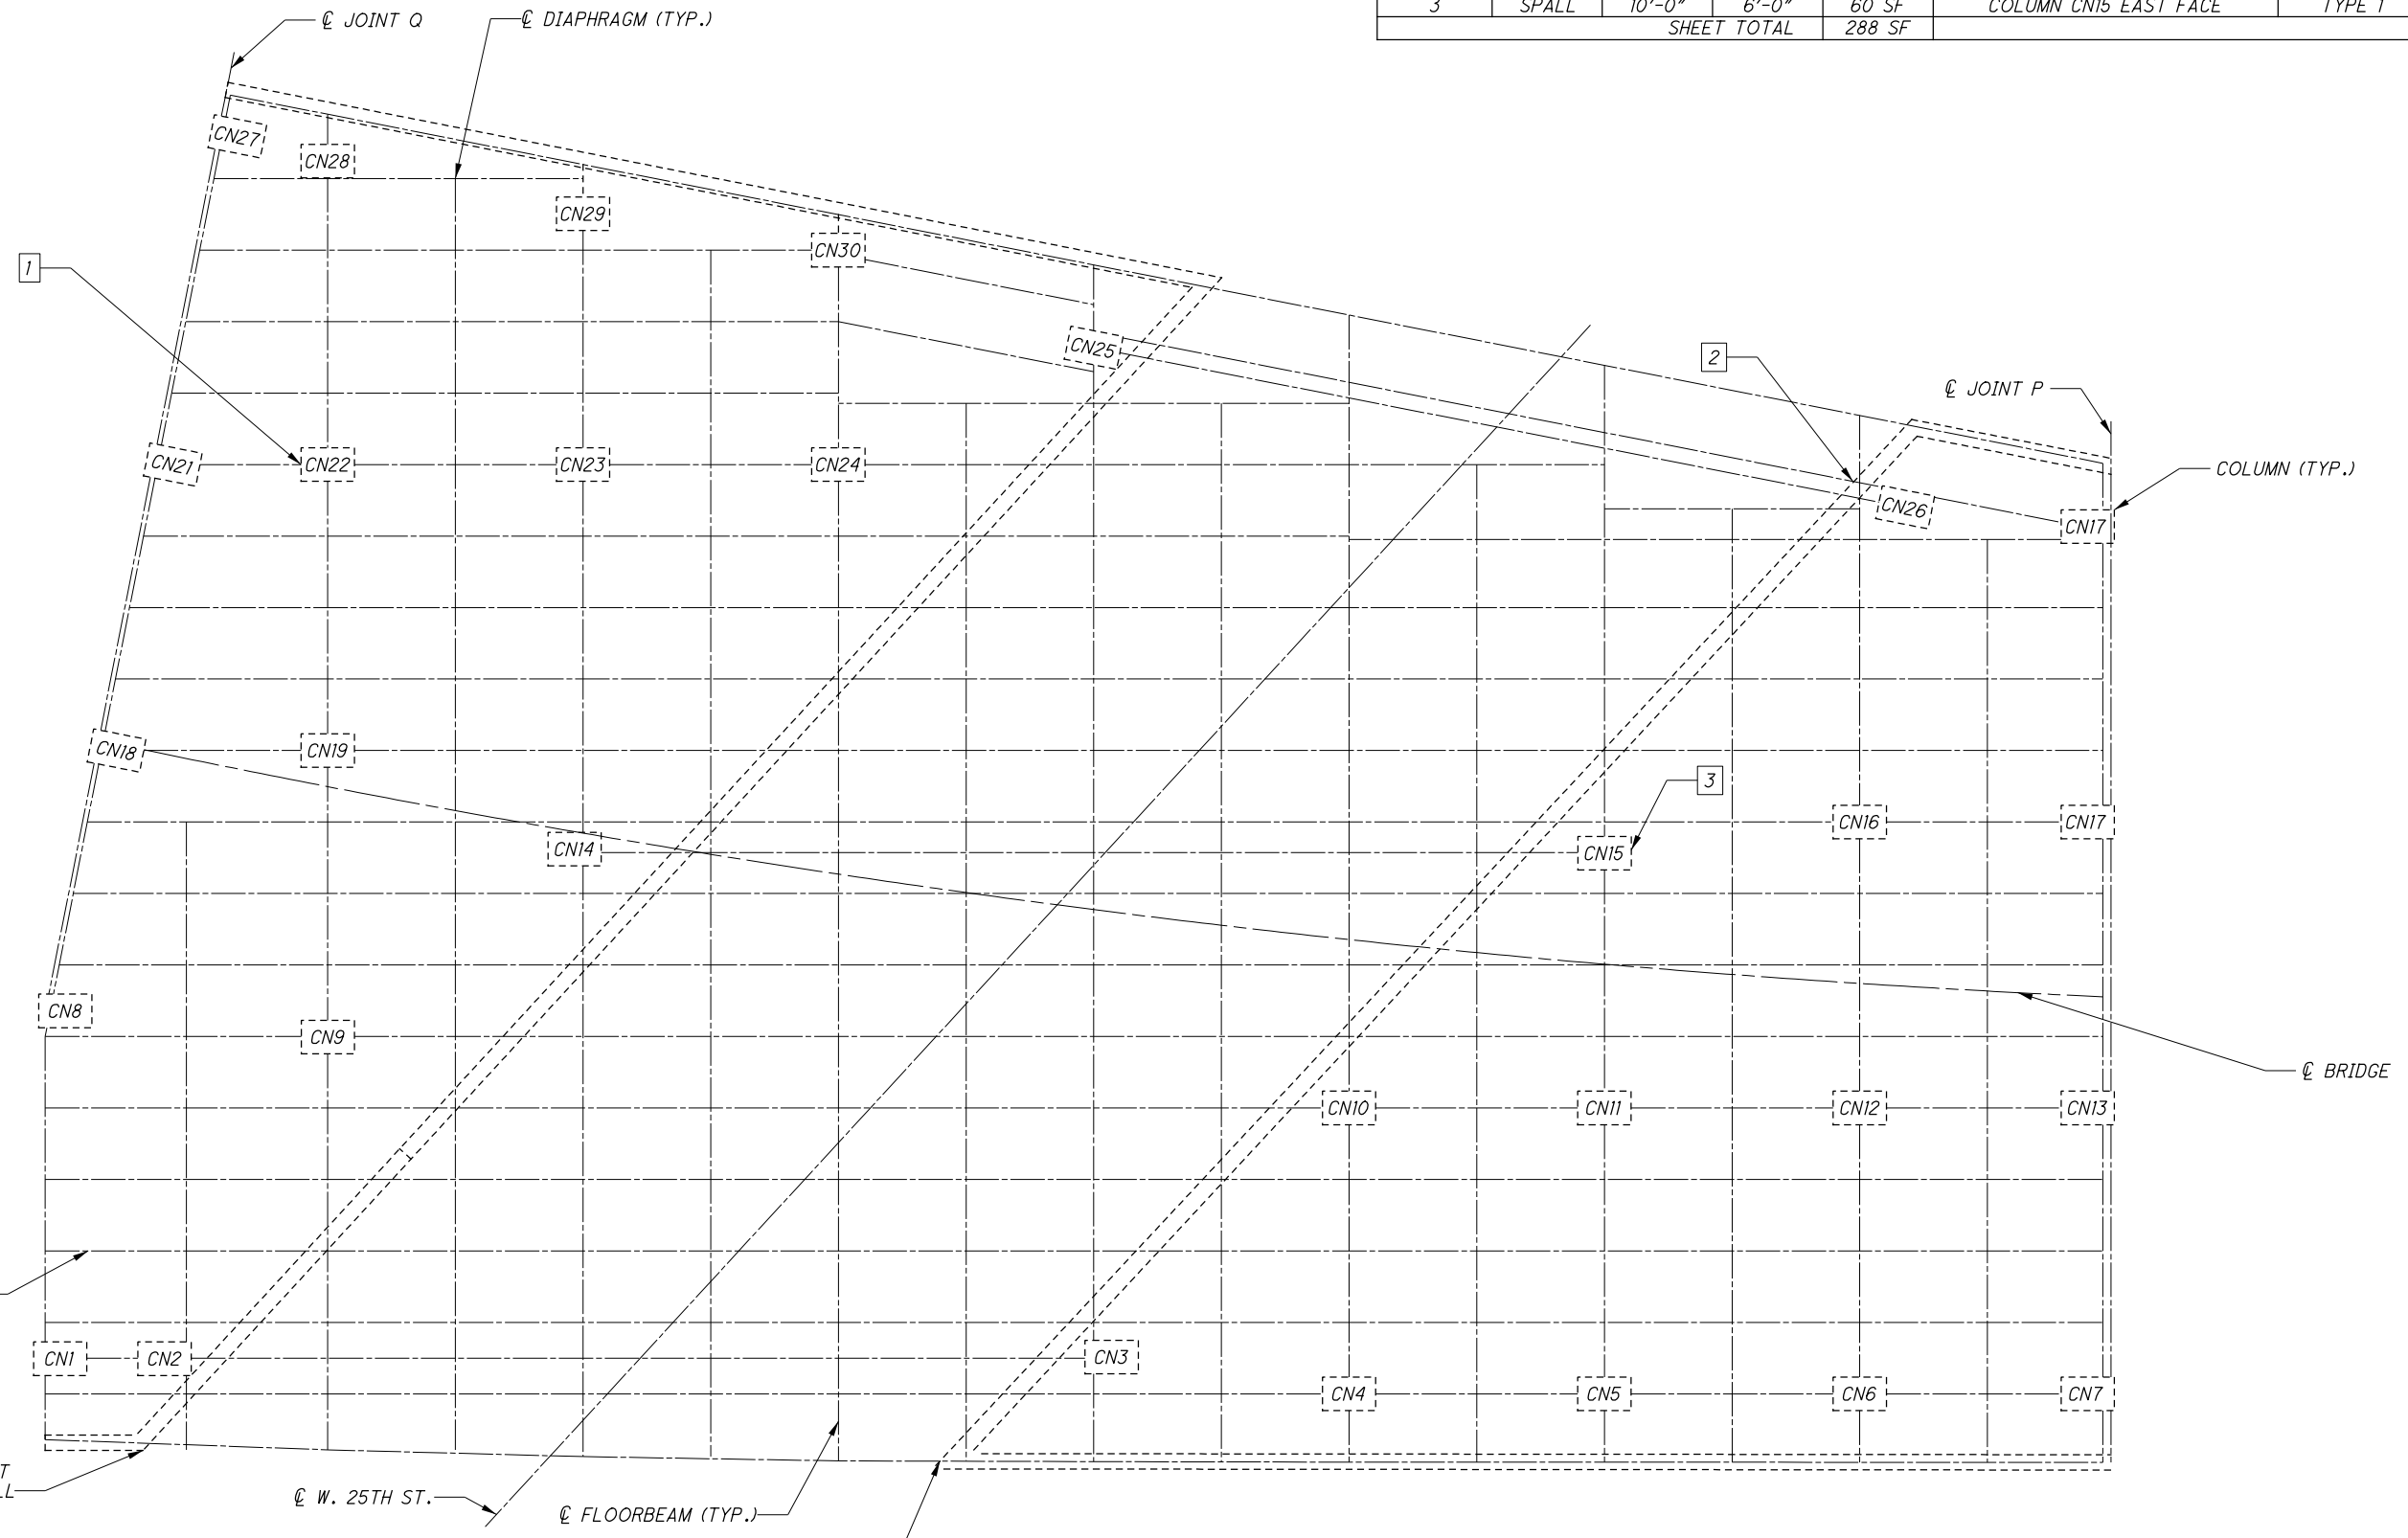 3 SPALL 10'-0" 6'-0" 60 SF COLUMN CN15 EAST FACE TYPE 1
SHEET TOTAL 288 SF
℄ JOINT Q
℄ DIAPHRAGM (TYP.)
CN27
CN28
CN29
CN30
1
CN25
2
℄ JOINT P
CN21
CN22
CN23
CN24
COLUMN (TYP.)
CN26
CN17
CN18
CN19
3
CN14
CN15
CN16
CN17
CN8
CN9
℄ BRIDGE
CN10
CN11
CN12
CN13
CN1
CN2
CN3
CN4
CN5
CN6
CN7
℄ W. 25TH ST.
℄ FLOORBEAM (TYP.)